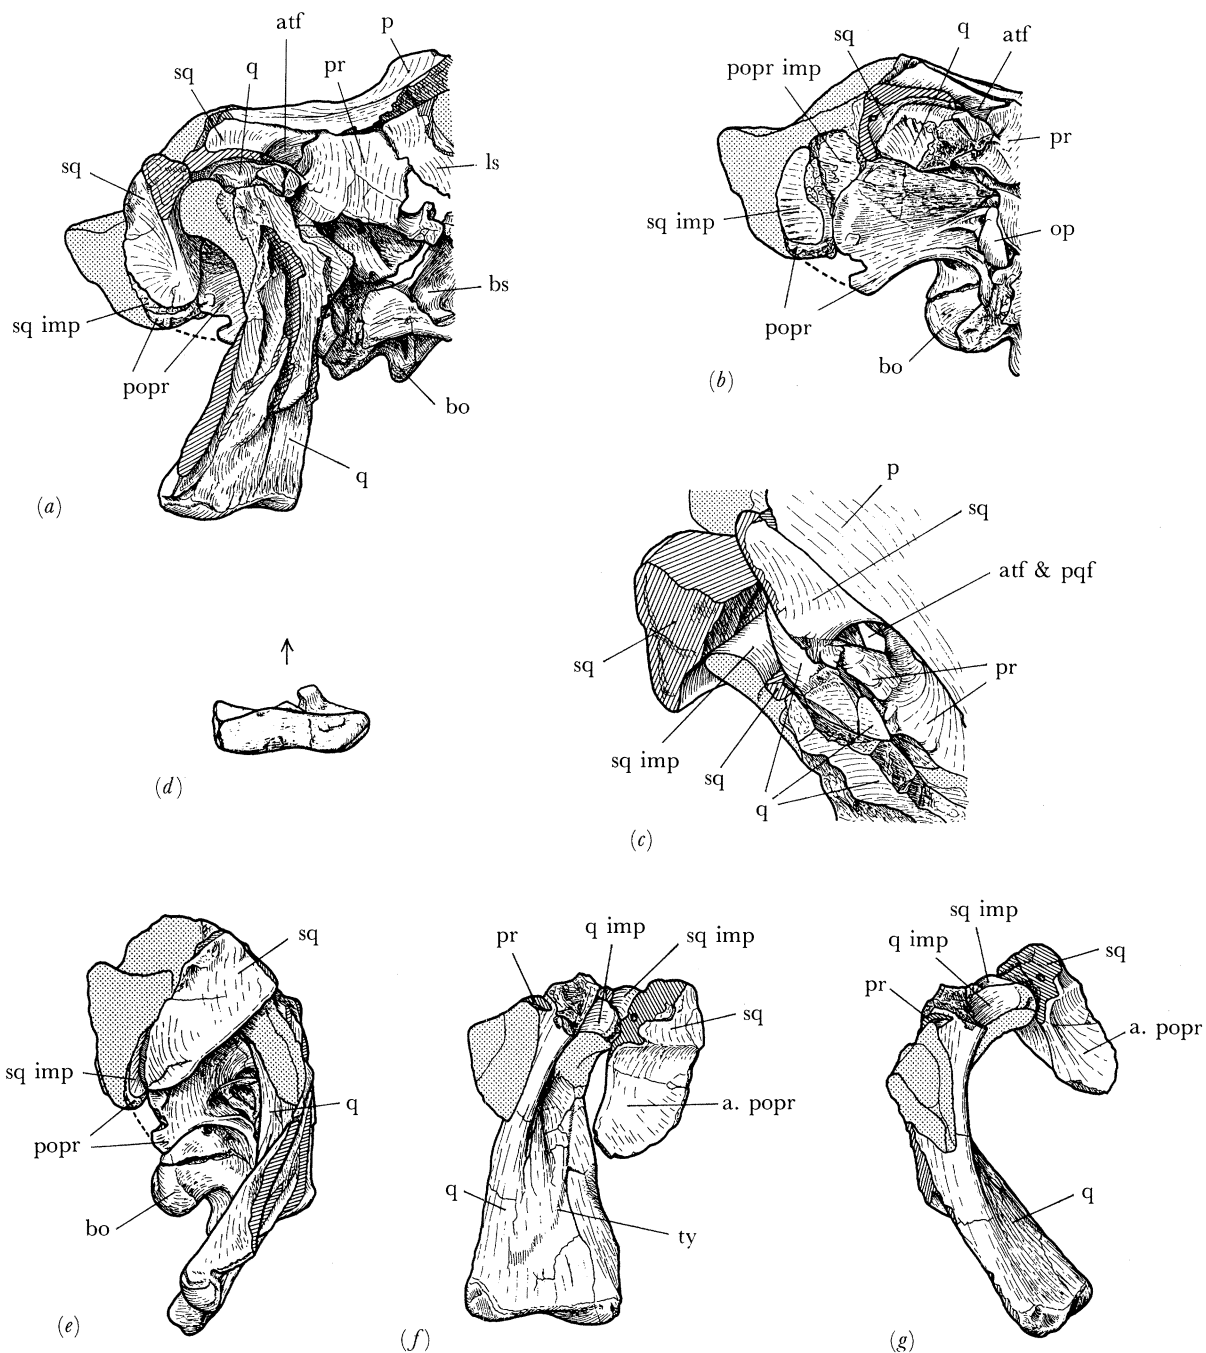 atf
p
sq
q
pr
sq
ls
bs
sq imp
popr
bo
q
(a)
sq
q
atf
popr imp
pr
sq imp
op
popr
bo
(b)
p
sq
atf & pqf
sq
pr
sq imp
sq
q
(c)
(d)
sq
sq imp
q
popr
bo
(e)
pr
q imp
sq imp
sq
a. popr
q
ty
(f)
sq imp
q imp
sq
pr
a. popr
q
(g)